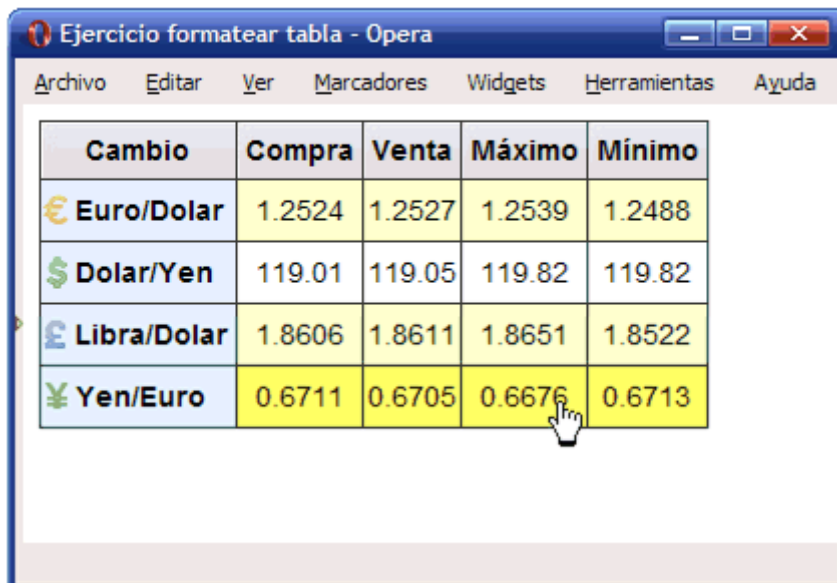 Ejercicio formatear tabla - Opera
Archivo Editar Ver Marcadores Widgets Herramientas Ayuda
Cambio Compra Venta Máximo Mínimo
€ Euro/Dolar 1.2524 1.2527 1.2539 1.2488
$ Dolar/Yen 119.01 119.05 119.82 119.82
£ Libra/Dolar 1.8606 1.8611 1.8651 1.8522
¥ Yen/Euro 0.6711 0.6705 0.6676 0.6713